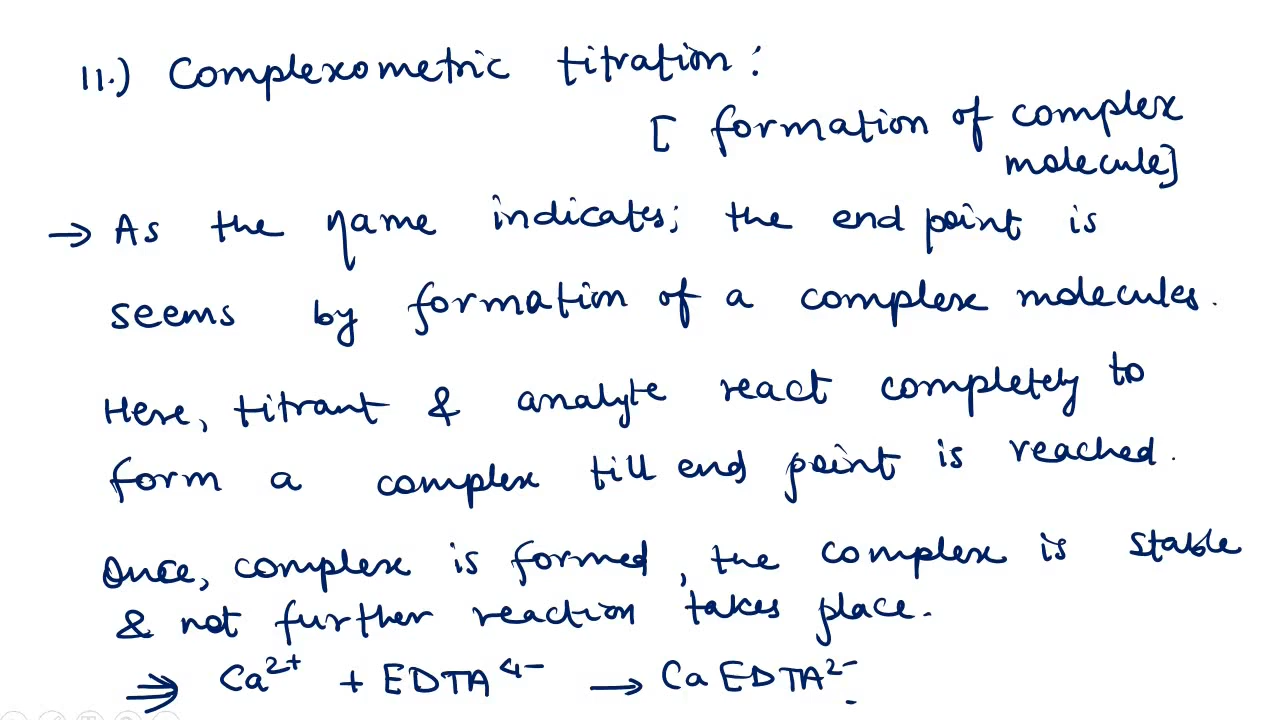 11.) Complexometric titration:
[ formation of complex
molecule]
→ As the name indicates; the end point is
seems by formation of a complex molecules.
Here, titrant & analyte react completely to
form a complex till end point is reached.
Once, complex is formed, the complex is stable
& not further reaction takes place.
⇒ Ca²⁺ + EDTA⁴⁻ → Ca EDTA²⁻